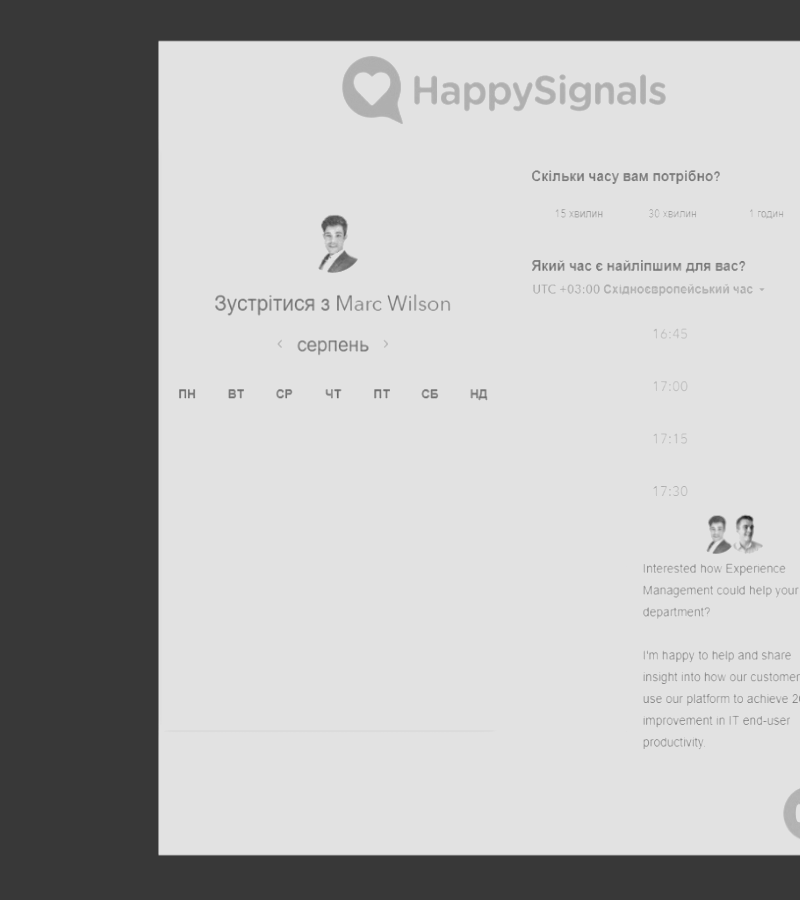 HappySignals
Зустрітися з Marc Wilson
‹ серпень ›
ПН ВТ СР ЧТ ПТ СБ НД
Скільки часу вам потрібно?
15 хвилин 30 хвилин 1 годин
Який час є найліпшим для вас?
UTC +03:00 Східноєвропейський час
16:45
17:00
17:15
17:30
Interested how Experience
Management could help your
department?
I'm happy to help and share
insight into how our customer
use our platform to achieve
improvement in IT end-user
productivity.